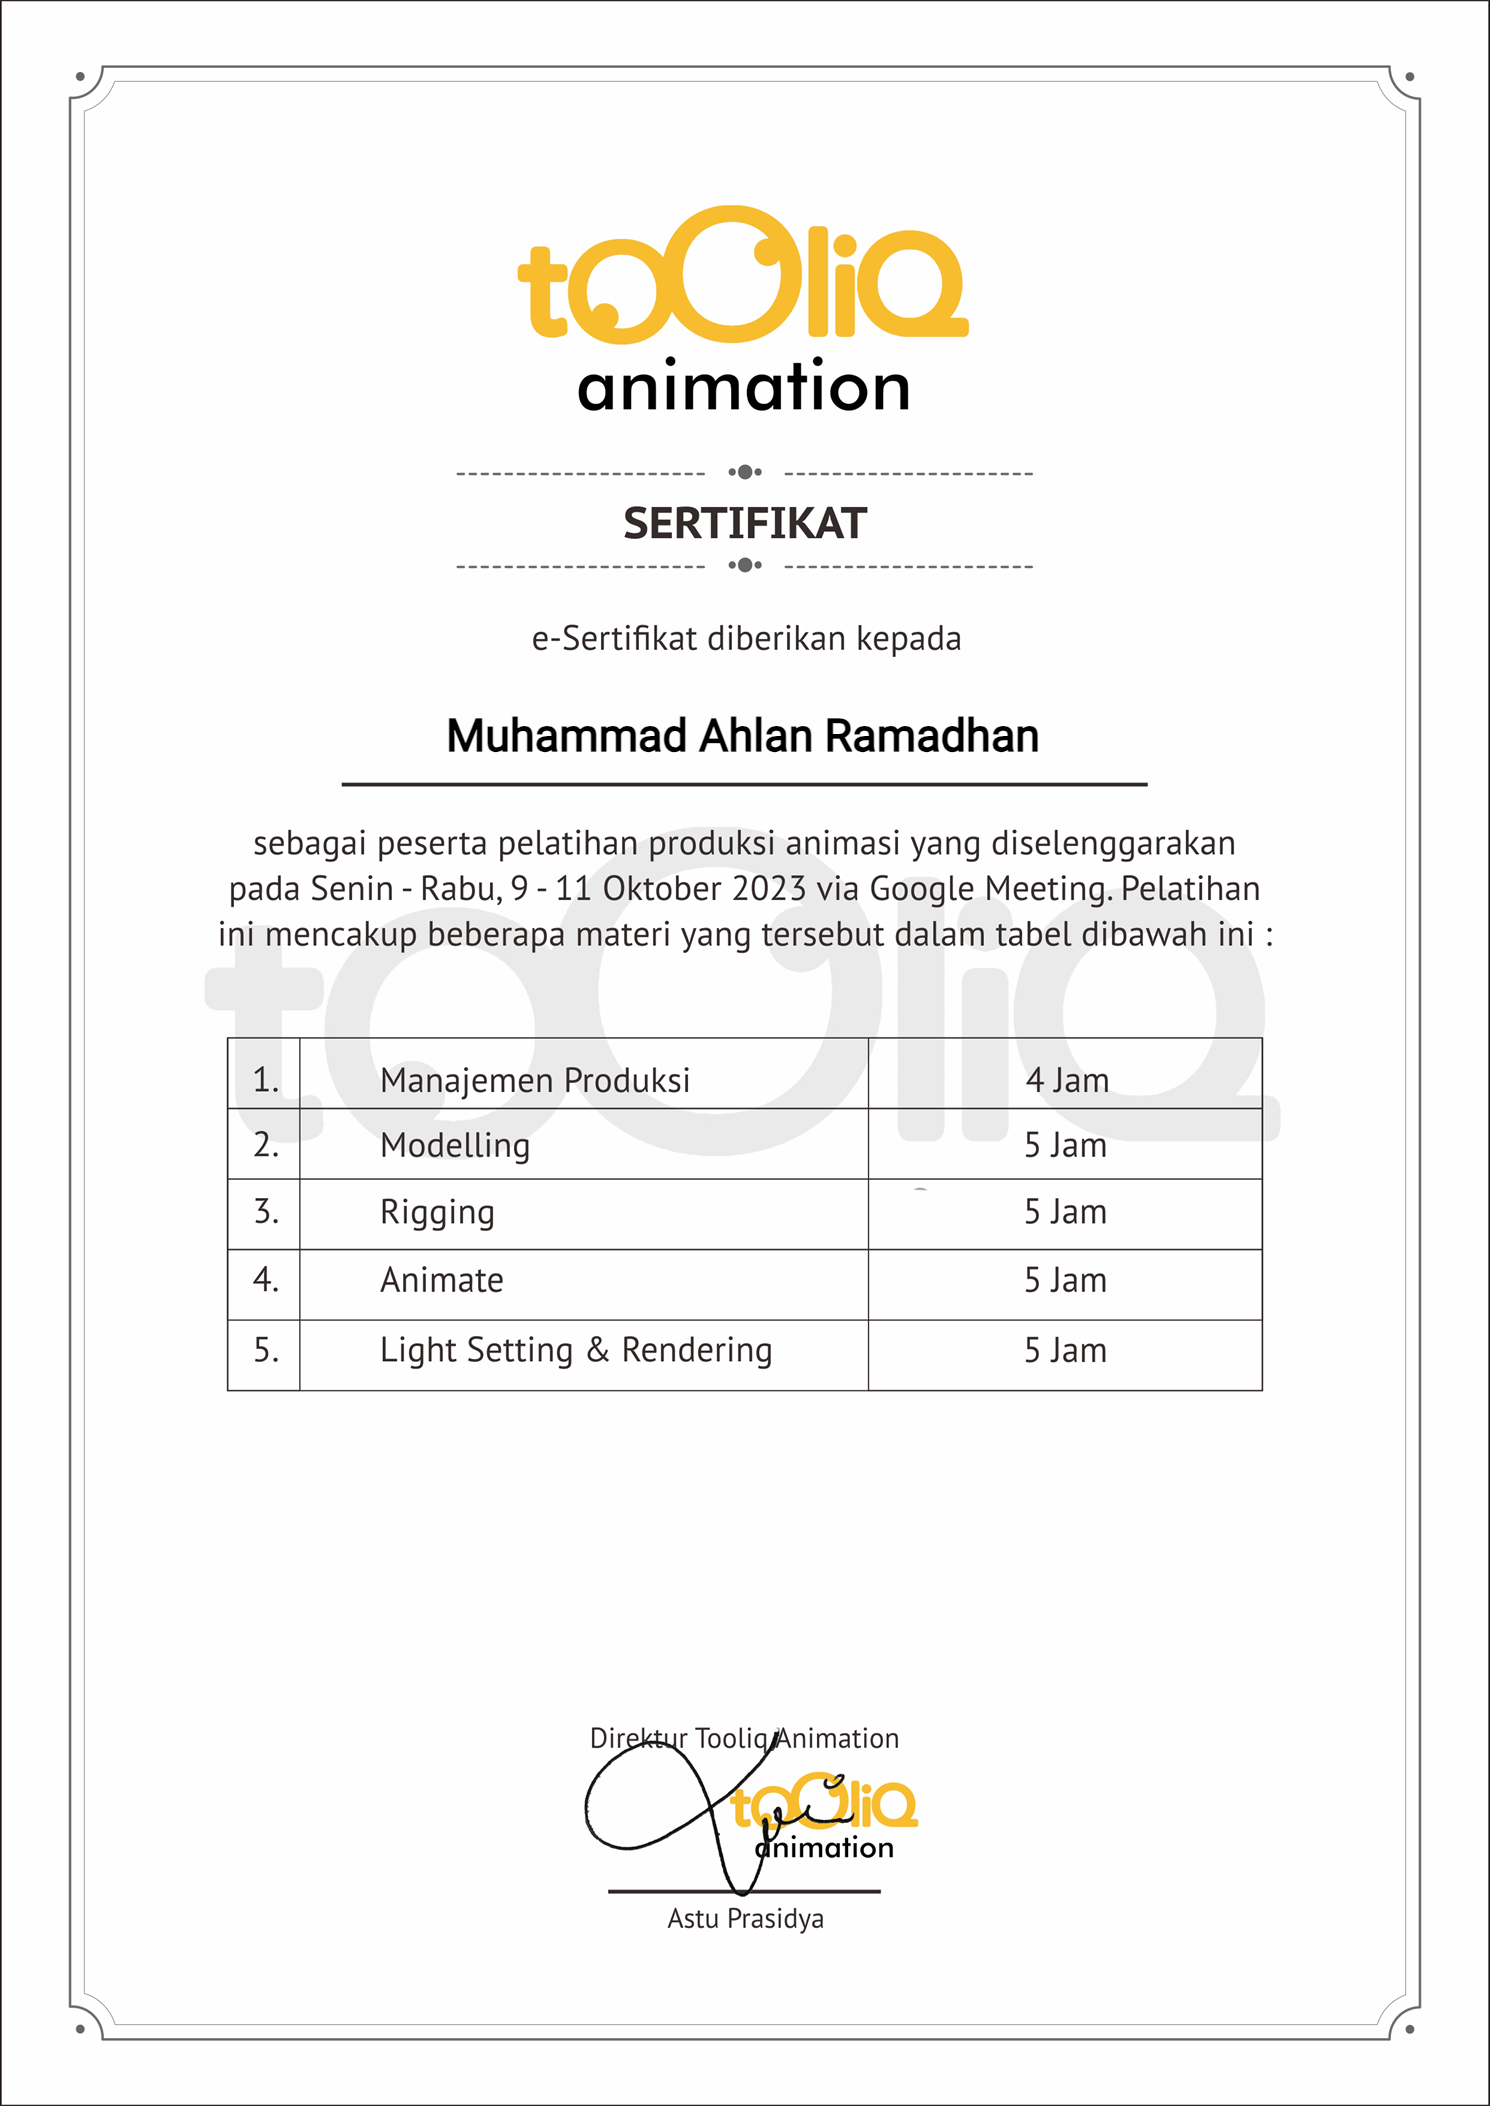 tooliQ
animation
SERTIFIKAT
e-Sertifikat diberikan kepada
Muhammad Ahlan Ramadhan
sebagai peserta pelatihan produksi animasi yang diselenggarakan
pada Senin - Rabu, 9 - 11 Oktober 2023 via Google Meeting. Pelatihan
ini mencakup beberapa materi yang tersebut dalam tabel dibawah ini :
tooliQ
1. Manajemen Produksi 4 Jam
2. Modelling 5 Jam
3. Rigging 5 Jam
4. Animate 5 Jam
5. Light Setting & Rendering 5 Jam
Direktur Tooliq Animation
tooliQ
animation
Astu Prasidya